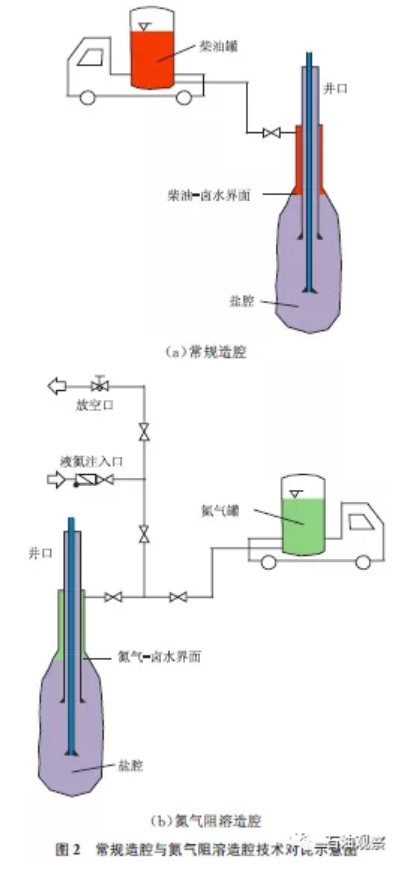 柴油罐
井口
柴油-卤水界面
盐腔
(a)常规造腔
放空口
液氮注入口
氮气罐
井口
氮气-卤水界面
盐腔
(b)氮气阻溶造腔
石油观察
图2 常规造腔与氮气阻溶造腔技术对比示意图